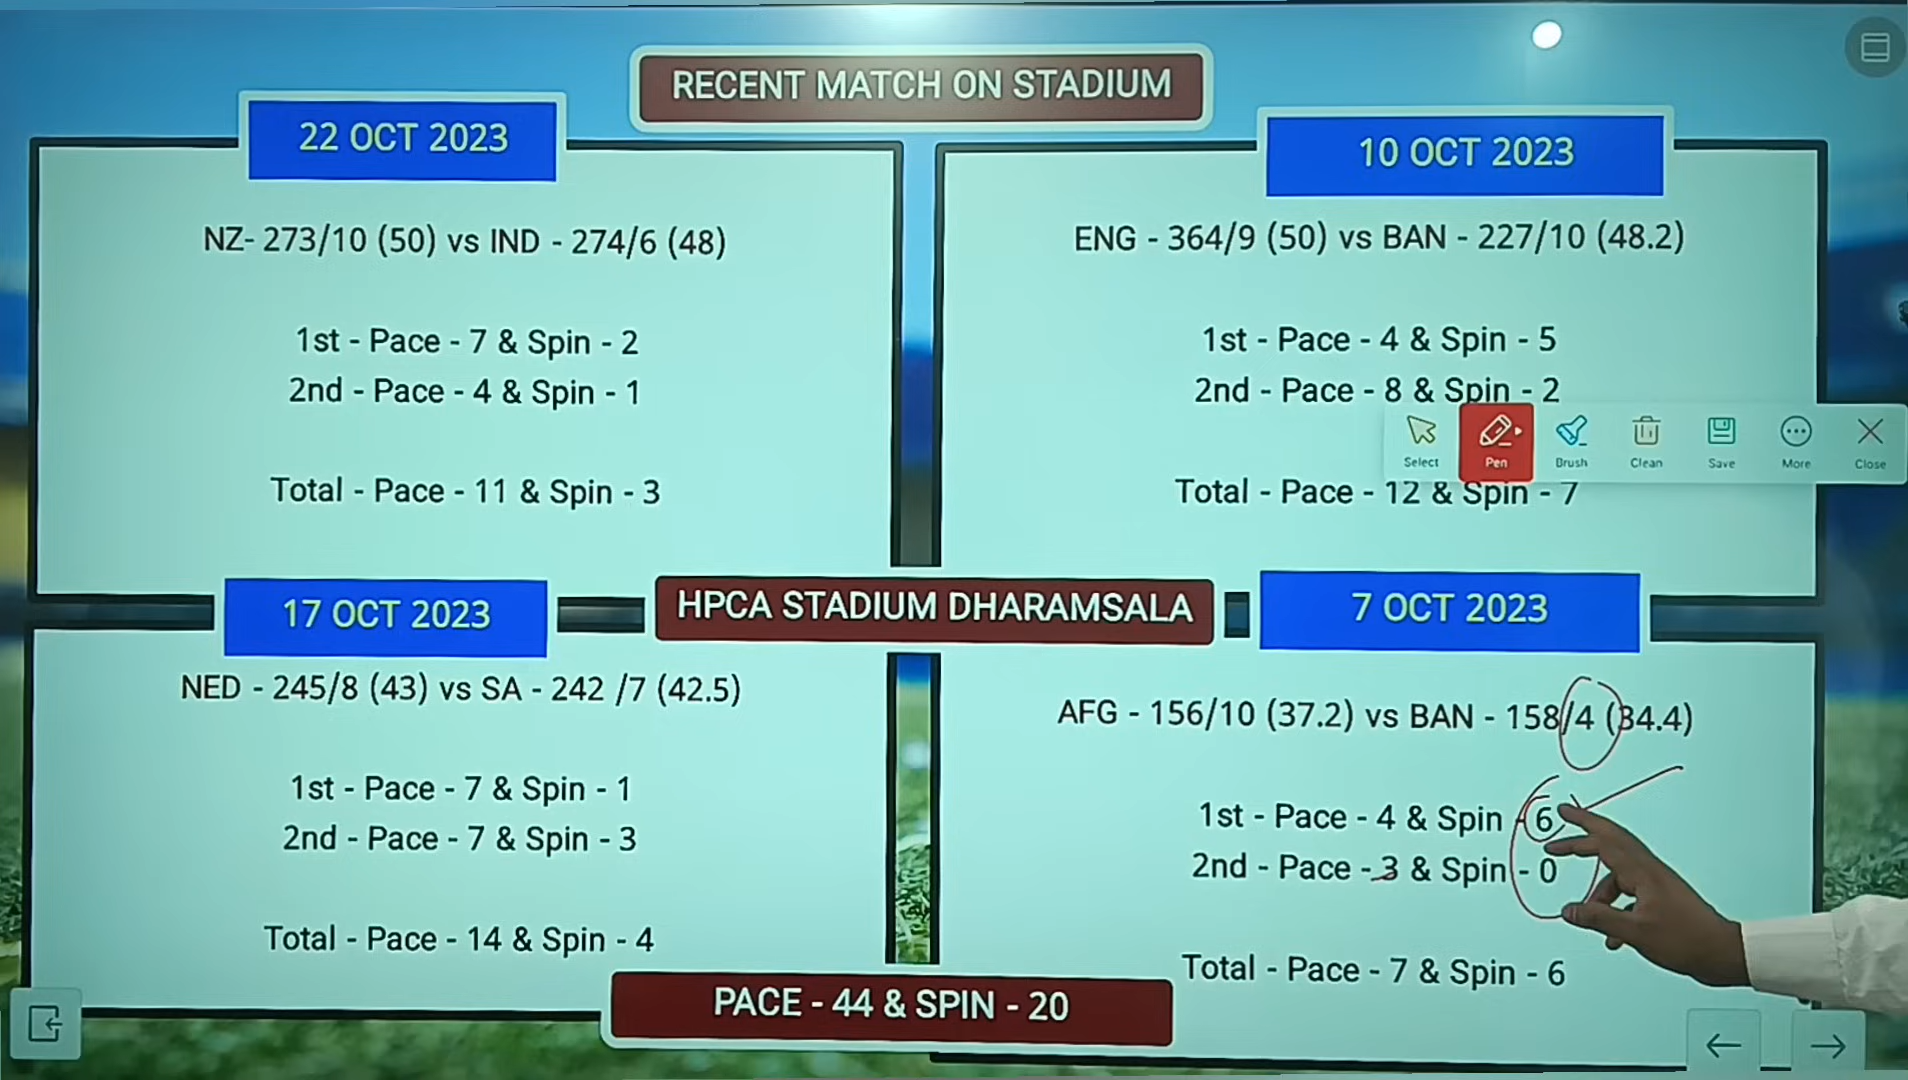 RECENT MATCH ON STADIUM
22 OCT 2023
NZ- 273/10 (50) vs IND - 274/6 (48)
1st - Pace - 7 & Spin - 2
2nd - Pace - 4 & Spin - 1
Total - Pace - 11 & Spin - 3
10 OCT 2023
ENG - 364/9 (50) vs BAN - 227/10 (48.2)
1st - Pace - 4 & Spin - 5
2nd - Pace - 8 & Spin - 2
Select Pen Brush Clean Save More Close
Total - Pace - 12 & Spin - 7
HPCA STADIUM DHARAMSALA
17 OCT 2023
NED - 245/8 (43) vs SA - 242 /7 (42.5)
1st - Pace - 7 & Spin - 1
2nd - Pace - 7 & Spin - 3
Total - Pace - 14 & Spin - 4
7 OCT 2023
AFG - 156/10 (37.2) vs BAN - 158/4 (34.4)
1st - Pace - 4 & Spin - 6
2nd - Pace - 3 & Spin - 0
Total - Pace - 7 & Spin - 6
PACE - 44 & SPIN - 20